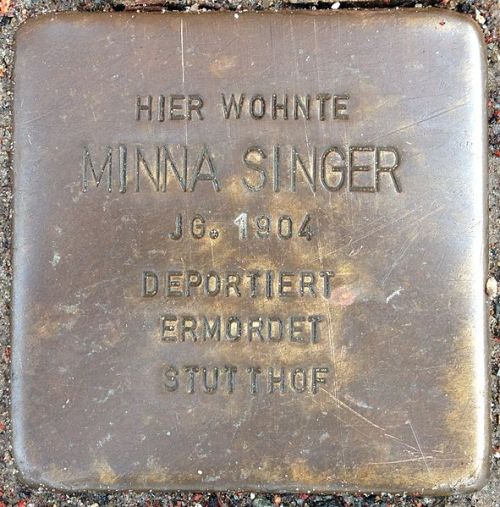 HIER WOHNTE
MINNA SINGER
JG. 1904
DEPORTIERT
ERMORDET
STUTTHOF